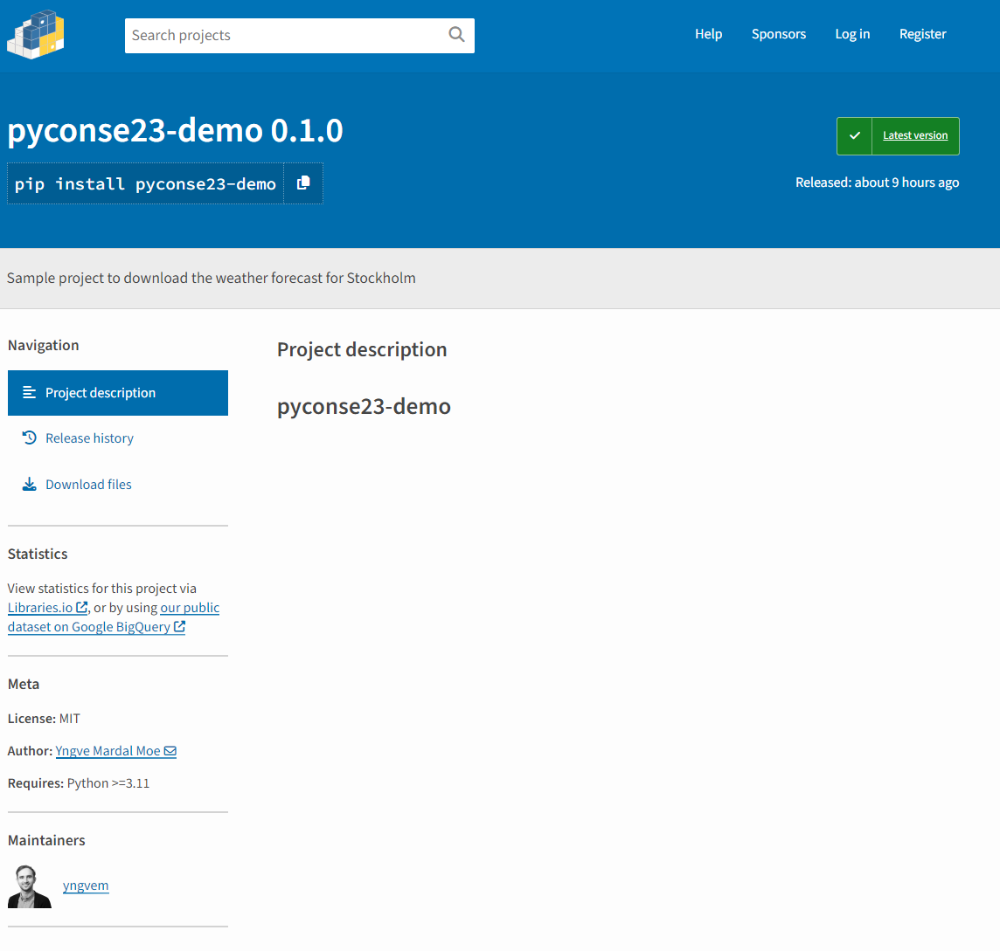 Search projects
Help
Sponsors
Log in
Register
pyconse23-demo 0.1.0
Latest version
pip install pyconse23-demo
Released: about 9 hours ago
Sample project to download the weather forecast for Stockholm
Navigation
Project description
Release history
Download files
Statistics
View statistics for this project via
Libraries.io, or by using our public
dataset on Google BigQuery
Meta
License: MIT
Author: Yngve Mardal Moe
Requires: Python >=3.11
Maintainers
yngvem
Project description
pyconse23-demo